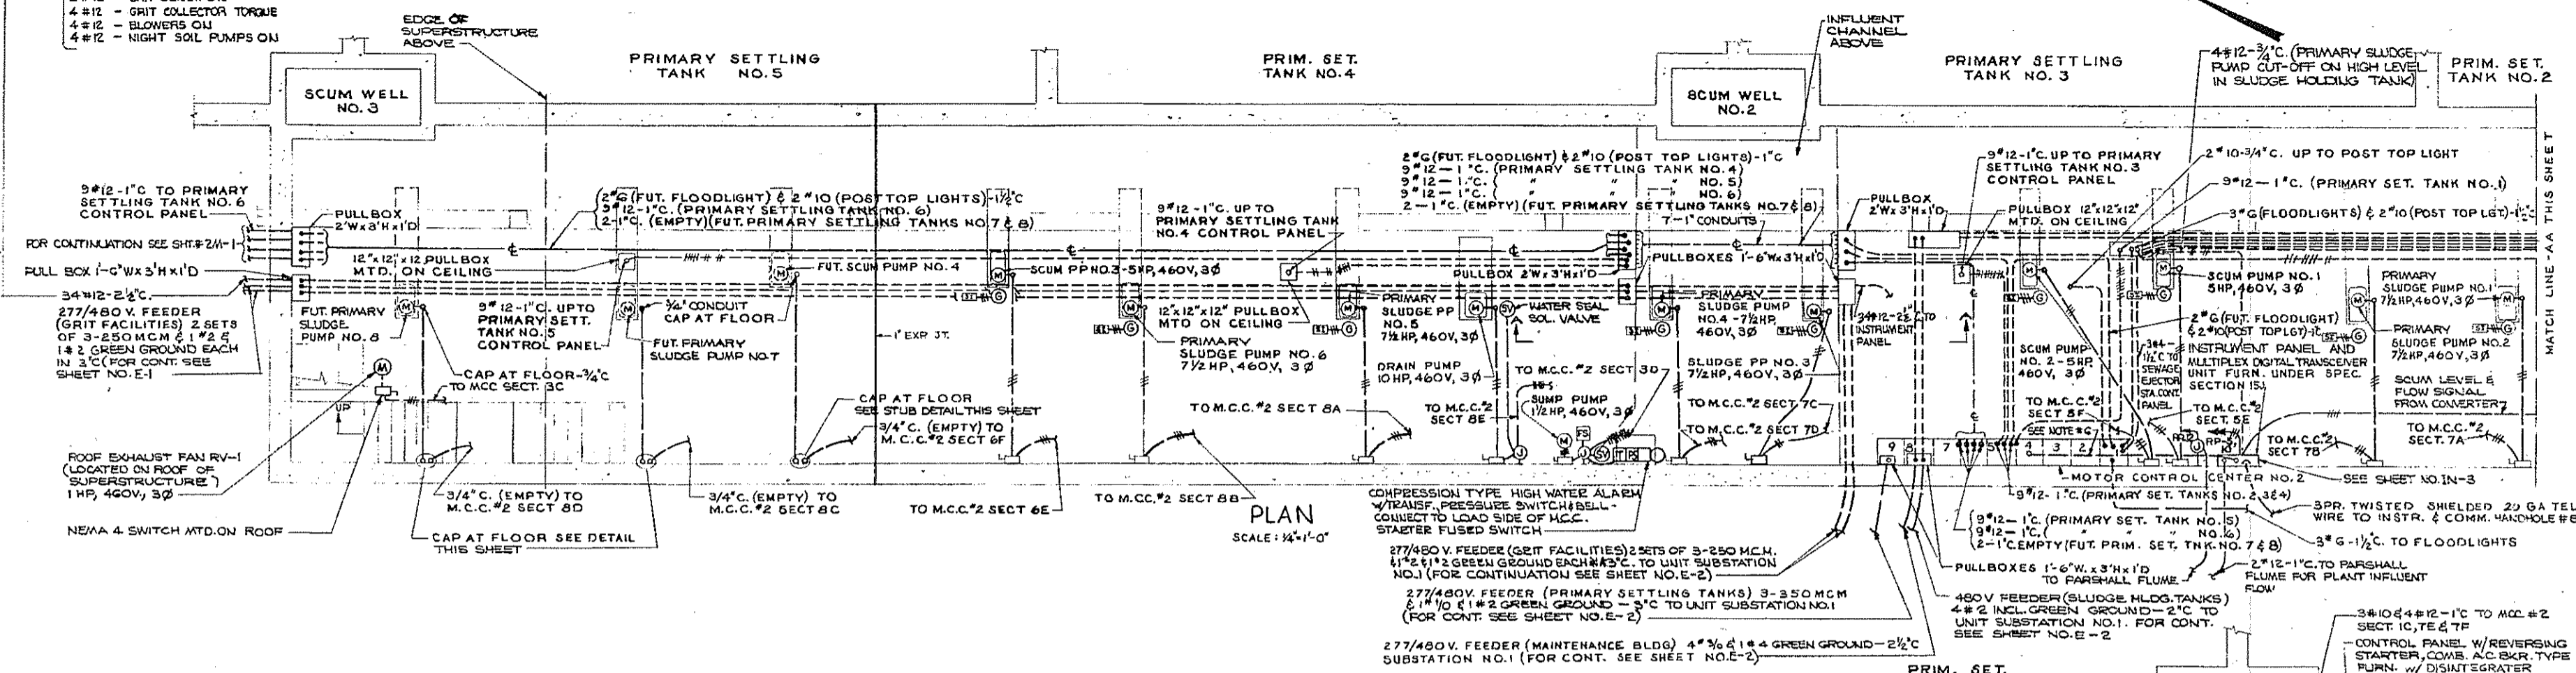 4#12 - GRIT COLLECTOR TORQUE
4#12 - BLOWERS ON
4#12 - NIGHT SOIL PUMPS ON
EDGE OF
SUPERSTRUCTURE
ABOVE
PRIMARY SETTLING
TANK NO.5
PRIM. SET.
TANK NO.4
INFLUENT
CHANNEL
ABOVE
PRIMARY SETTLING
TANK NO. 3
4#12-3/4"C. (PRIMARY SLUDGE
PUMP CUT-OFF ON HIGH LEVEL
IN SLUDGE HOLDING TANK)
PRIM. SET.
TANK NO.2
SCUM WELL
NO. 3
SCUM WELL
NO.2
MATCH LINE-AA THIS SHEET
9#12-1"C TO PRIMARY
SETTLING TANK NO. 6
CONTROL PANEL
PULLBOX
2'W x 3'H x 1'D
FOR CONTINUATION SEE SHT.#2M-1
12"x12"x12" PULLBOX
MTD. ON CEILING
PULL BOX 1'-6"W x 3'H x 1'D
34#12-2½"C.
277/480 V. FEEDER
(GRIT FACILITIES) 2 SETS
OF 3-250 MCM & 1#2 &
1#2 GREEN GROUND EACH
IN 3"C (FOR CONT. SEE
SHEET NO. E-1
2#6 (FUT. FLOODLIGHT) & 2#10 (POST TOP LIGHTS)-1½"C
9#12-1"C. (PRIMARY SETTLING TANK NO. 6)
2-1"C. (EMPTY)(FUT. PRIMARY SETTLING TANKS NO. 7 & 8)
9#12-1"C. UP TO
PRIMARY SETTLING TANK
NO.4 CONTROL PANEL
2#6 (FUT. FLOODLIGHT) & 2#10 (POST TOP LIGHTS)-1"C
9#12-1"C. (PRIMARY SETTLING TANK NO.4)
9#12-1"C. ( " " " NO. 5)
9#12-1"C. ( " " " NO. 6)
2-1"C. (EMPTY) (FUT. PRIMARY SETTLING TANKS NO. 7 & 8)
7-1" CONDUITS
PULLBOX
2'W x 3'H x 1'D
9#12-1"C. UP TO PRIMARY
SETTLING TANK NO. 3
CONTROL PANEL
PULLBOX 12"x12"x12"
MTD. ON CEILING
2#10-3/4"C. UP TO POST TOP LIGHT
9#12-1"C. (PRIMARY SET. TANK NO.1)
3#6 (FLOODLIGHTS) & 2#10 (POST TOP LGT)-1½"C
FUT. SCUM PUMP NO. 4
SCUM PP NO.3-5HP, 460V, 3Ø
PULLBOX 2'W x 3'H x 1'D
PULLBOXES 1'-6"W x 3'H x 1'D
FUT. PRIMARY
SLUDGE
PUMP NO. 8
9#12-1"C. UP TO
PRIMARY SETT.
TANK NO. 5
CONTROL PANEL
3/4" CONDUIT
CAP AT FLOOR
FUT. PRIMARY
SLUDGE PUMP NO.7
1" EXP. JT.
12"x12"x12" PULLBOX
MTD ON CEILING
PRIMARY
SLUDGE PUMP NO. 6
7½ HP, 460V, 3Ø
PRIMARY
SLUDGE PP
NO. 5
7½ HP, 460V, 3Ø
WATER SEAL
SOL. VALVE
PRIMARY
SLUDGE PUMP
NO.4-7½HP,
460V, 3Ø
INSTRUMENT
PANEL
SCUM PUMP NO. 1
5HP, 460V, 3Ø
PRIMARY
SLUDGE PUMP NO.1
7½ HP, 460V, 3Ø
PRIMARY
SLUDGE PUMP NO.2
7½HP, 460V, 3Ø
2#6 (FUT. FLOODLIGHT)
& 2#10 (POST TOP LGT)-1"C
SCUM PUMP
NO. 2-5HP,
460 V, 3Ø
3#4-
1½"C TO
SEWAGE
EJECTOR
STA. CONT.
PANEL
INSTRUMENT PANEL AND
MULTIPLEX DIGITAL TRANSCEIVER
UNIT FURN. UNDER SPEC.
SECTION 15J
SCUM LEVEL &
FLOW SIGNAL
FROM CONVERTER
CAP AT FLOOR-3/4"C
TO MCC SECT. 3C
UP
DRAIN PUMP
10 HP, 460V, 3Ø
SLUDGE PP NO. 3
7½ HP, 460V, 3Ø
TO M.C.C. #2 SECT 3D
SUMP PUMP
1½ HP, 460V, 3Ø
CAP AT FLOOR
SEE STUB DETAIL THIS SHEET
3/4"C. (EMPTY) TO
M.C.C. #2 SECT 6F
TO M.C.C. #2 SECT 8A
TO M.C.C. #2
SECT 8E
TO M.C.C. #2 SECT. 7C
TO M.C.C. #2 SECT 7D
TO M.C.C. #2
SECT 5F
TO M.C.C. #2
SECT 5E
SEE NOTE #6
TO M.C.C. #2
SECT 7B
TO M.C.C. #2
SECT. 7A
ROOF EXHAUST FAN RV-1
(LOCATED ON ROOF OF
SUPERSTRUCTURE)
1 HP, 460V., 3Ø
NEMA 4 SWITCH MTD. ON ROOF
3/4"C. (EMPTY) TO
M.C.C. #2 SECT 8D
CAP AT FLOOR SEE DETAIL
THIS SHEET
3/4"C. (EMPTY) TO
M.C.C. #2 SECT 8C
TO M.C.C. #2 SECT 6E
TO M.CC. #2 SECT 8B
PLAN
SCALE: ¼"=1'-0"
COMPRESSION TYPE HIGH WATER ALARM
W/TRANSF., PRESSURE SWITCH & BELL-
CONNECT TO LOAD SIDE OF M.C.C.
STARTER FUSED SWITCH
MOTOR CONTROL CENTER NO. 2
SEE SHEET NO. IN-3
9#12-1"C. (PRIMARY SET. TANKS NO. 2, 3 & 4)
9#12-1"C. (PRIMARY SET. TANK NO. 5)
9#12-1"C. ( " " " NO.6)
2-1"C. EMPTY (FUT. PRIM. SET. TNK. NO. 7 & 8)
TWISTED SHIELDED 20 GA TEL
WIRE TO INSTR. & COMM. HANDHOLE #6
3#6-1½"C. TO FLOODLIGHTS
PULLBOXES 1'-6"W. x 3'H x 1'D
TO PARSHALL FLUME
2#12-1"C. TO PARSHALL
FLUME FOR PLANT INFLUENT
FLOW
277/480 V. FEEDER (GRIT FACILITIES) 2 SETS OF 3-250 M.C.M.
& 1#2 & 1#2 GREEN GROUND EACH 3"C. TO UNIT SUBSTATION
NO.1 (FOR CONTINUATION SEE SHEET NO. E-2)
277/480V. FEEDER (PRIMARY SETTLING TANKS) 3-350 MCM
& 1#1/0 & 1#2 GREEN GROUND - 3"C TO UNIT SUBSTATION NO.1
(FOR CONT. SEE SHEET NO. E-2)
277/480V. FEEDER (MAINTENANCE BLDG) 4#3/0 & 1#4 GREEN GROUND-2½"C
SUBSTATION NO.1 (FOR CONT. SEE SHEET NO. E-2)
480V FEEDER (SLUDGE HLDG. TANKS)
4#2 INCL. GREEN GROUND-2"C TO
UNIT SUBSTATION NO.1. FOR CONT.
SEE SHEET NO. E-2
3#10 & 4#12-1"C TO MCC #2
SECT. 1C, 7E & 7F
CONTROL PANEL W/REVERSING
STARTER, COMB. A.C. BKR. TYPE
FURN. W/ DISINTEGRATER
PRIM. SET.